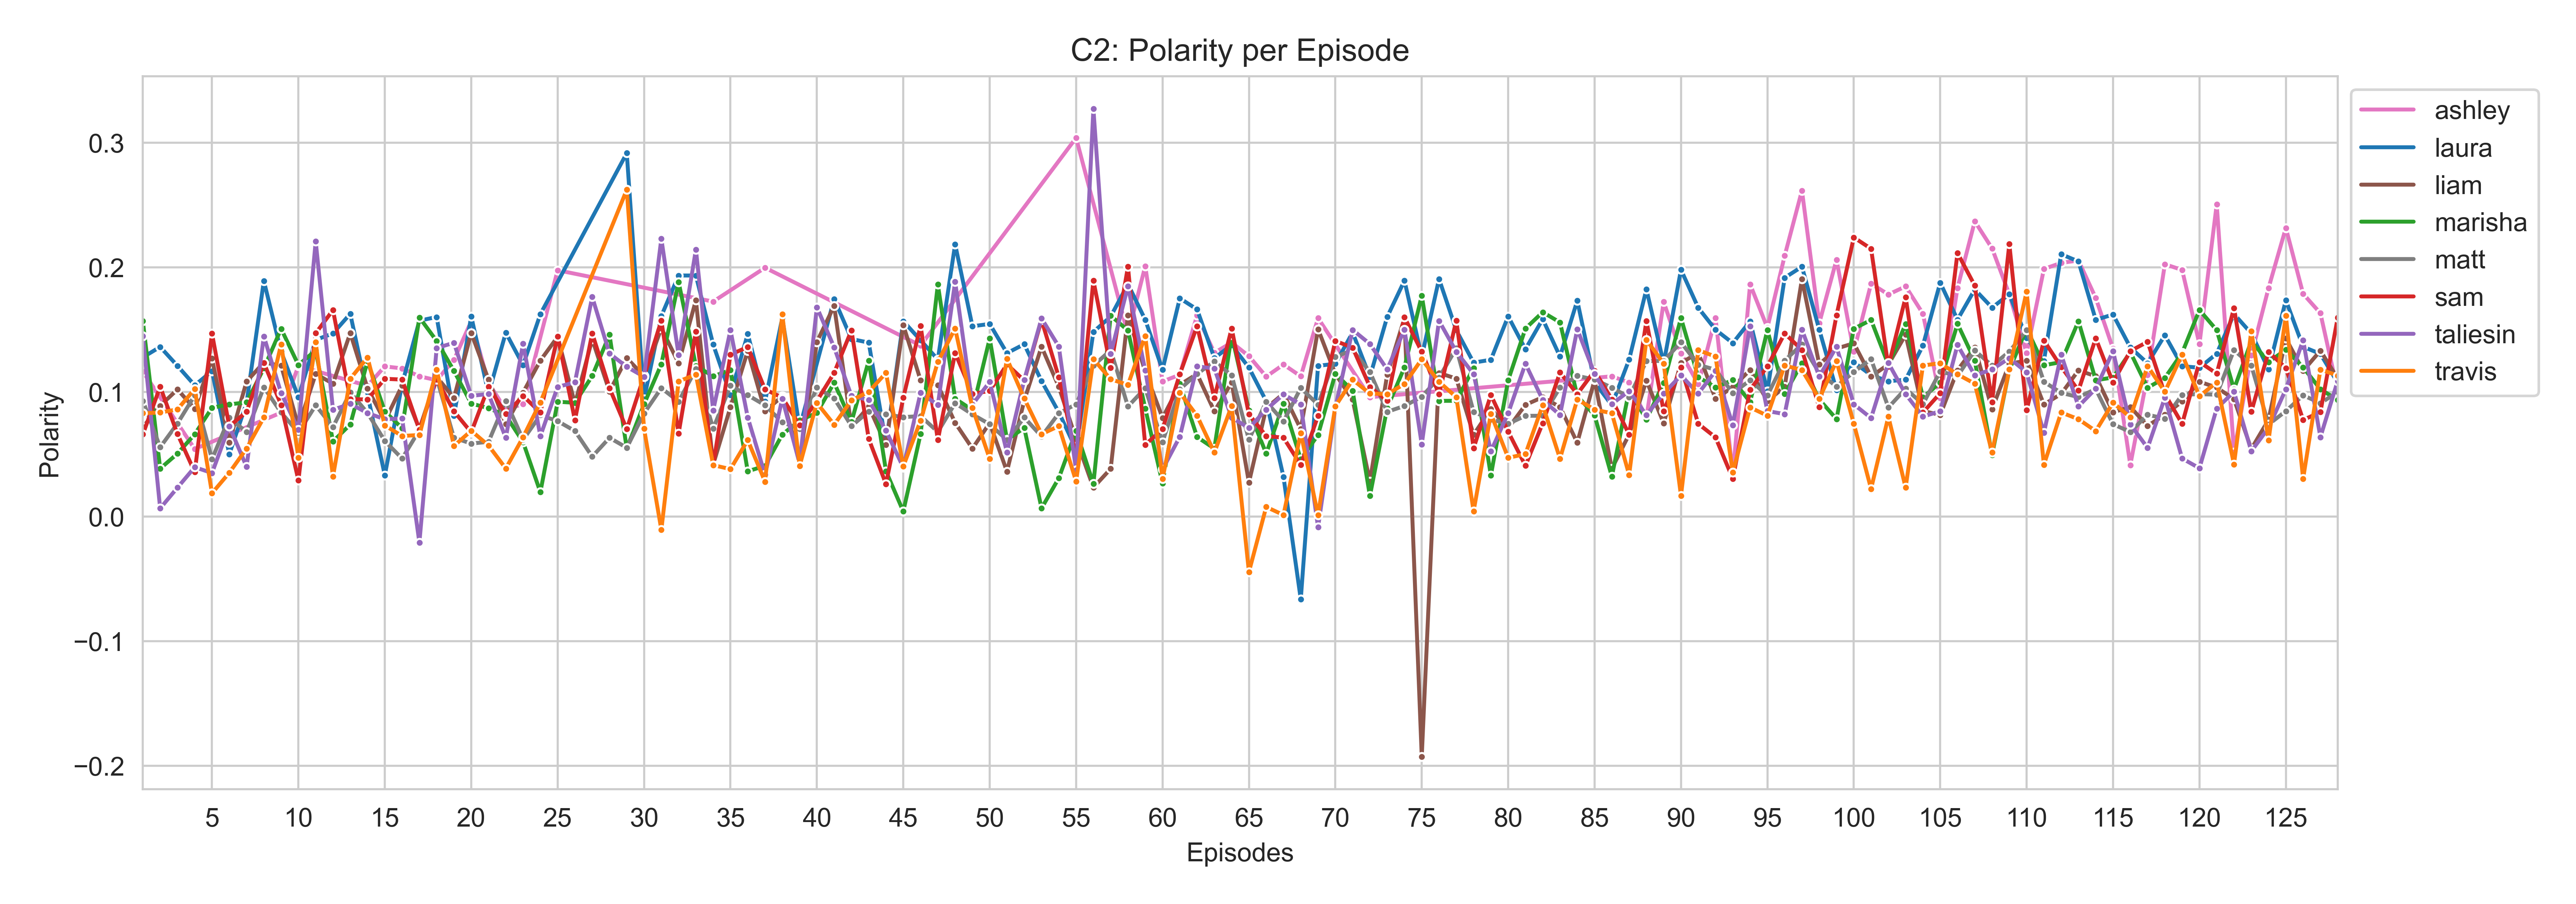 C2: Polarity per Episode
ashley
laura
liam
marisha
matt
sam
taliesin
travis
Polarity
0.3
0.2
0.1
0.0
−0.1
−0.2
5 10 15 20 25 30 35 40 45 50 55 60 65 70 75 80 85 90 95 100 105 110 115 120 125
Episodes